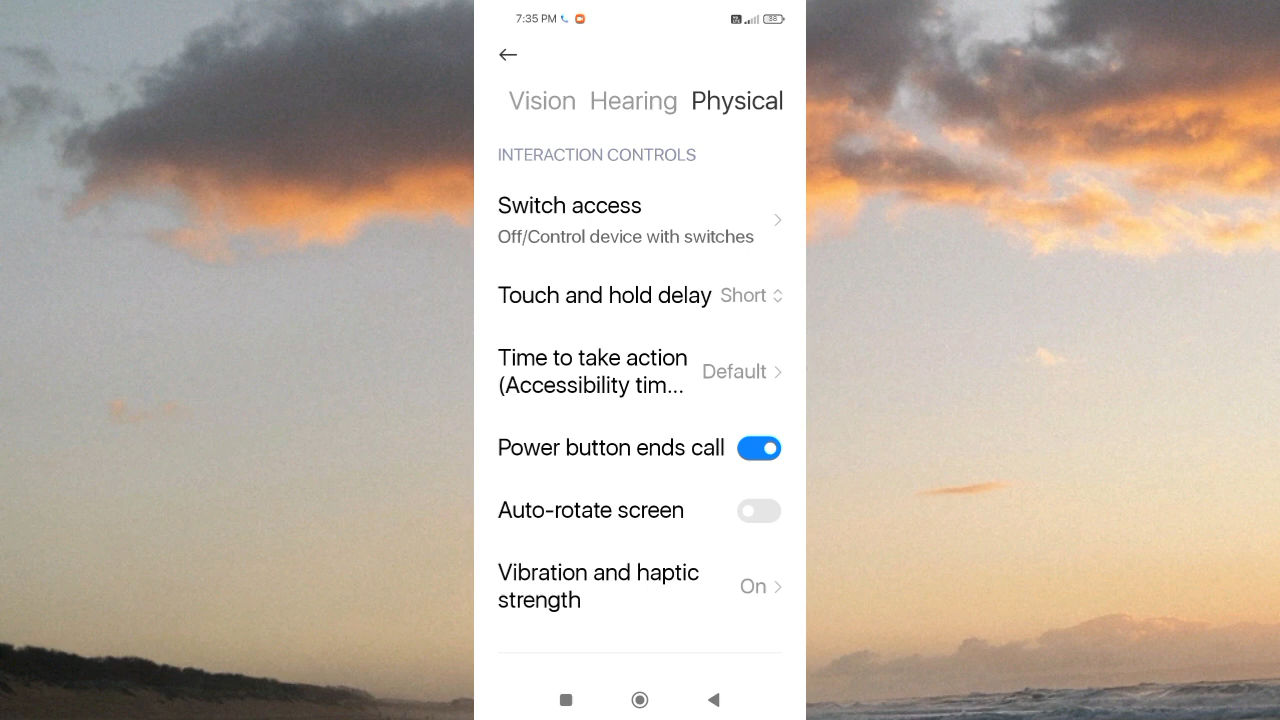 7:35 PM
38
Vision Hearing Physical
INTERACTION CONTROLS
Switch access
Off/Control device with switches
Touch and hold delay Short
Time to take action
(Accessibility tim... Default
Power button ends call
Auto-rotate screen
Vibration and haptic
strength On